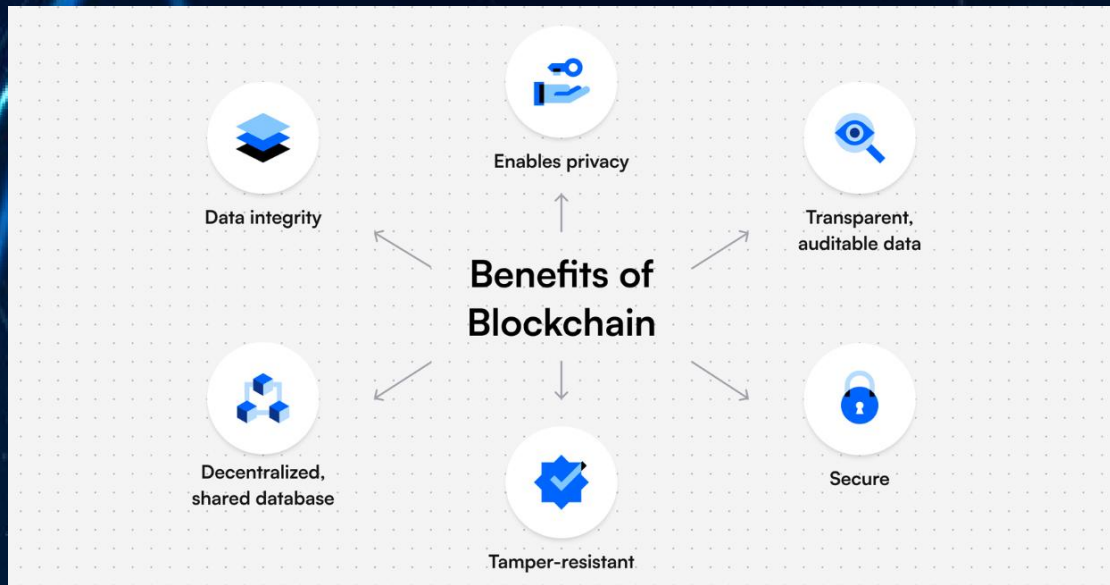 Enables privacy
Data integrity
Transparent,
auditable data
Benefits of
Blockchain
Decentralized,
shared database
Secure
Tamper-resistant